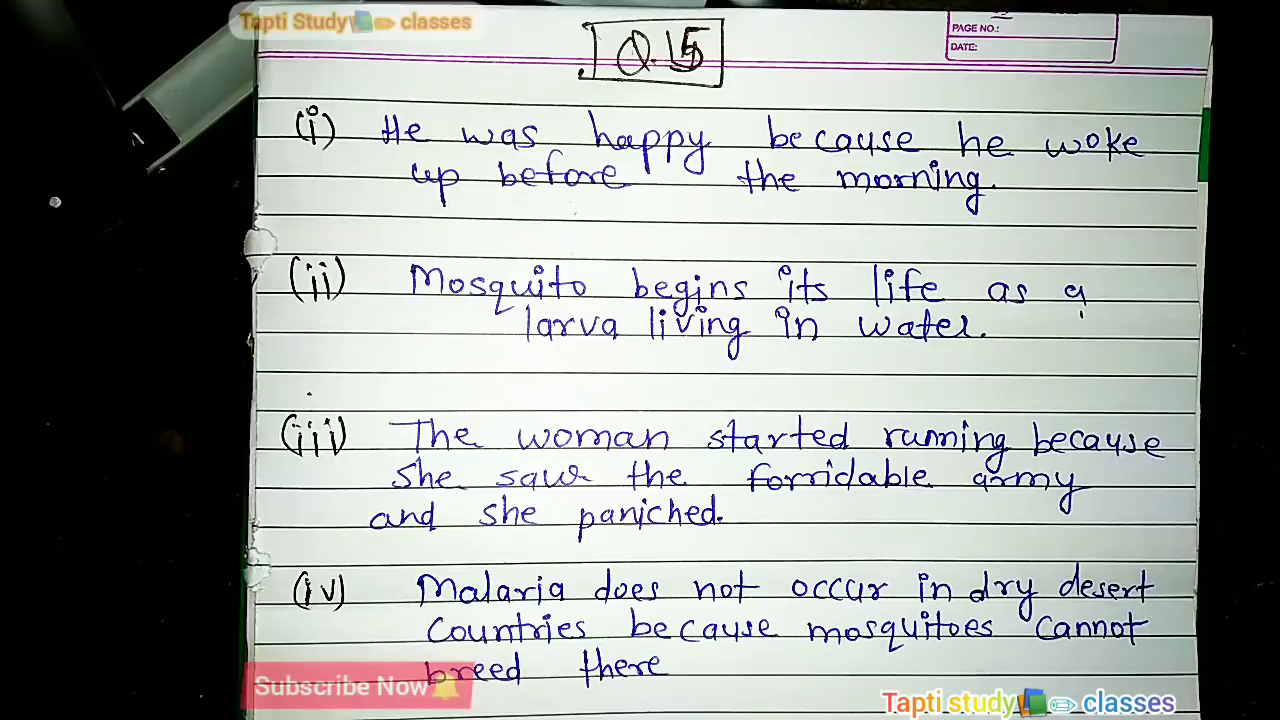 Tapti Study classes
PAGE NO.:
DATE:
Q.15
(i) He was happy because he woke
up before the morning.
(ii) Mosquito begins its life as a
larva living in water.
(iii) The woman started running because
she saw the forridable army
and she paniched.
(iv) Malaria does not occur in dry desert
countries because mosquitoes cannot
breed there
Subscribe Now
Tapti study classes